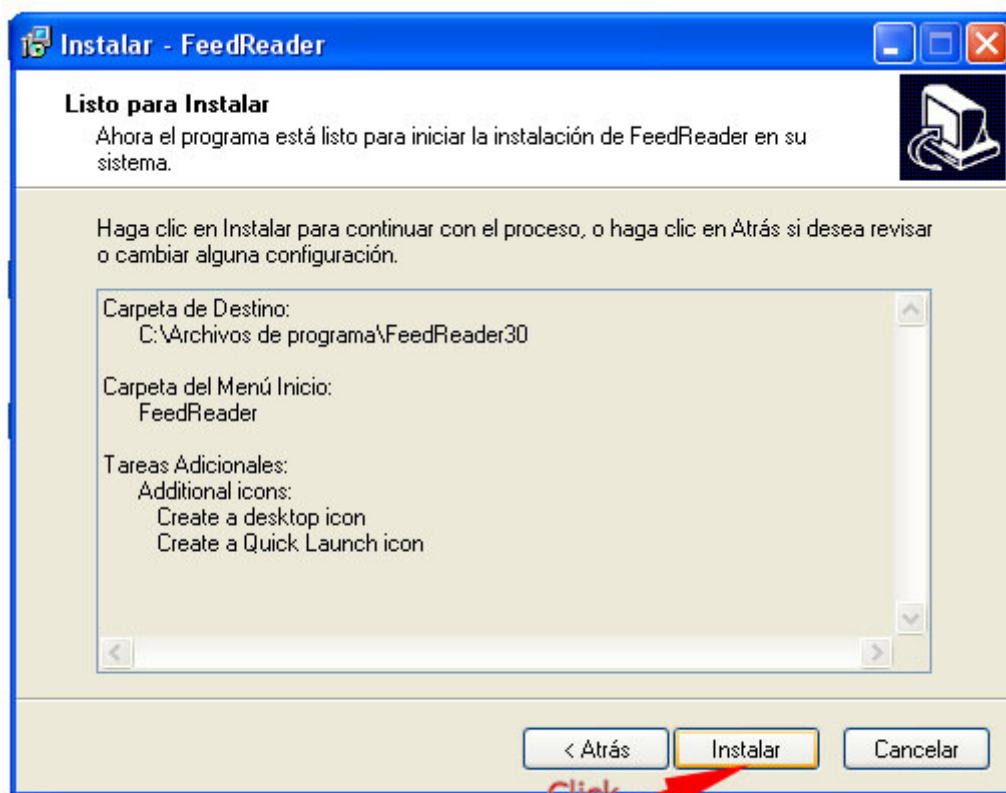 Instalar - FeedReader
Listo para Instalar
Ahora el programa está listo para iniciar la instalación de FeedReader en su
sistema.
Haga clic en Instalar para continuar con el proceso, o haga clic en Atrás si desea revisar
o cambiar alguna configuración.
Carpeta de Destino:
C:\Archivos de programa\FeedReader30
Carpeta del Menú Inicio:
FeedReader
Tareas Adicionales:
Additional icons:
Create a desktop icon
Create a Quick Launch icon
< Atrás
Instalar
Cancelar
Click